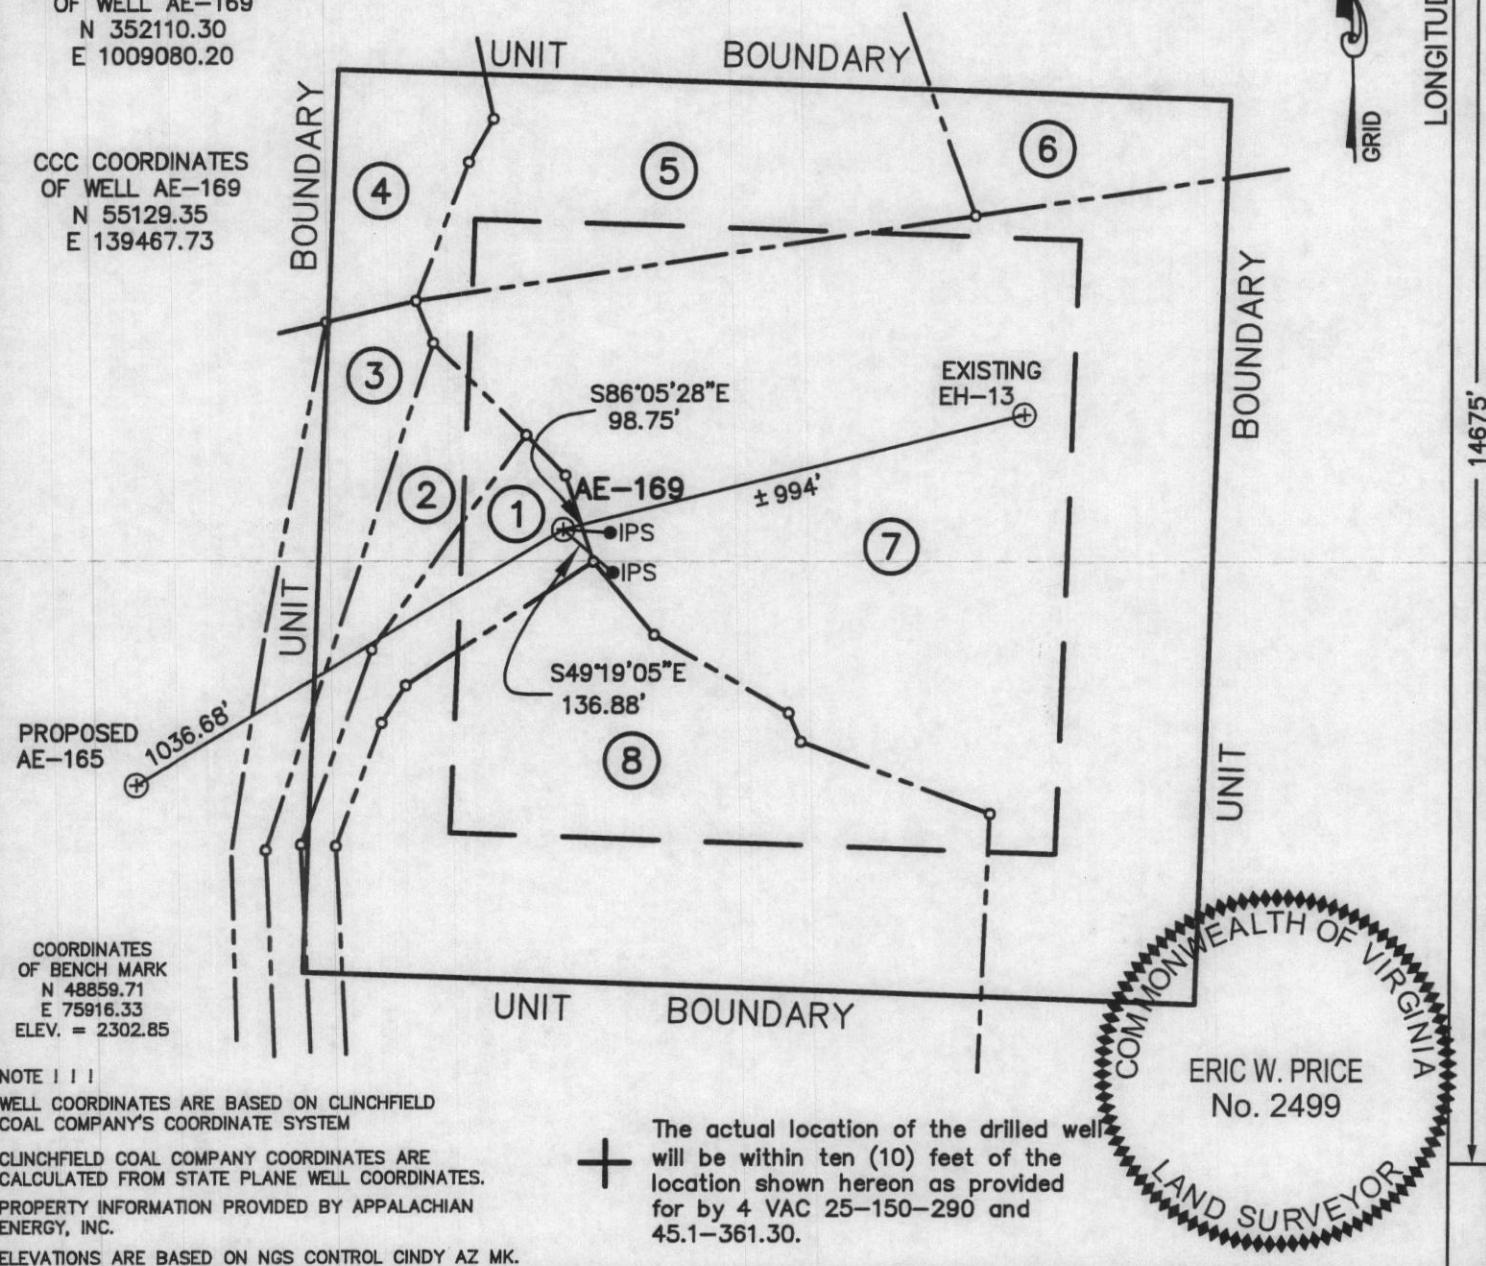 OF WELL AE-169
N 352110.30
E 1009080.20
CCC COORDINATES
OF WELL AE-169
N 55129.35
E 139467.73
UNIT BOUNDARY
UNIT BOUNDARY
GRID
LONGITUD
4
5
6
3
2
1
7
8
EXISTING
EH-13
S86°05'28"E
98.75'
AE-169
± 994'
IPS
IPS
S49°19'05"E
136.88'
PROPOSED
AE-165
1036.68'
UNIT BOUNDARY
14675'
UNIT BOUNDARY
COORDINATES
OF BENCH MARK
N 48859.71
E 75916.33
ELEV. = 2302.85
NOTE ! ! !
WELL COORDINATES ARE BASED ON CLINCHFIELD
COAL COMPANY'S COORDINATE SYSTEM
CLINCHFIELD COAL COMPANY COORDINATES ARE
CALCULATED FROM STATE PLANE WELL COORDINATES.
PROPERTY INFORMATION PROVIDED BY APPALACHIAN
ENERGY, INC.
ELEVATIONS ARE BASED ON NGS CONTROL CINDY AZ MK.
The actual location of the drilled well
will be within ten (10) feet of the
location shown hereon as provided
for by 4 VAC 25-150-290 and
45.1-361.30.
COMMONWEALTH OF VIRGINIA
ERIC W. PRICE
No. 2499
LAND SURVEYOR